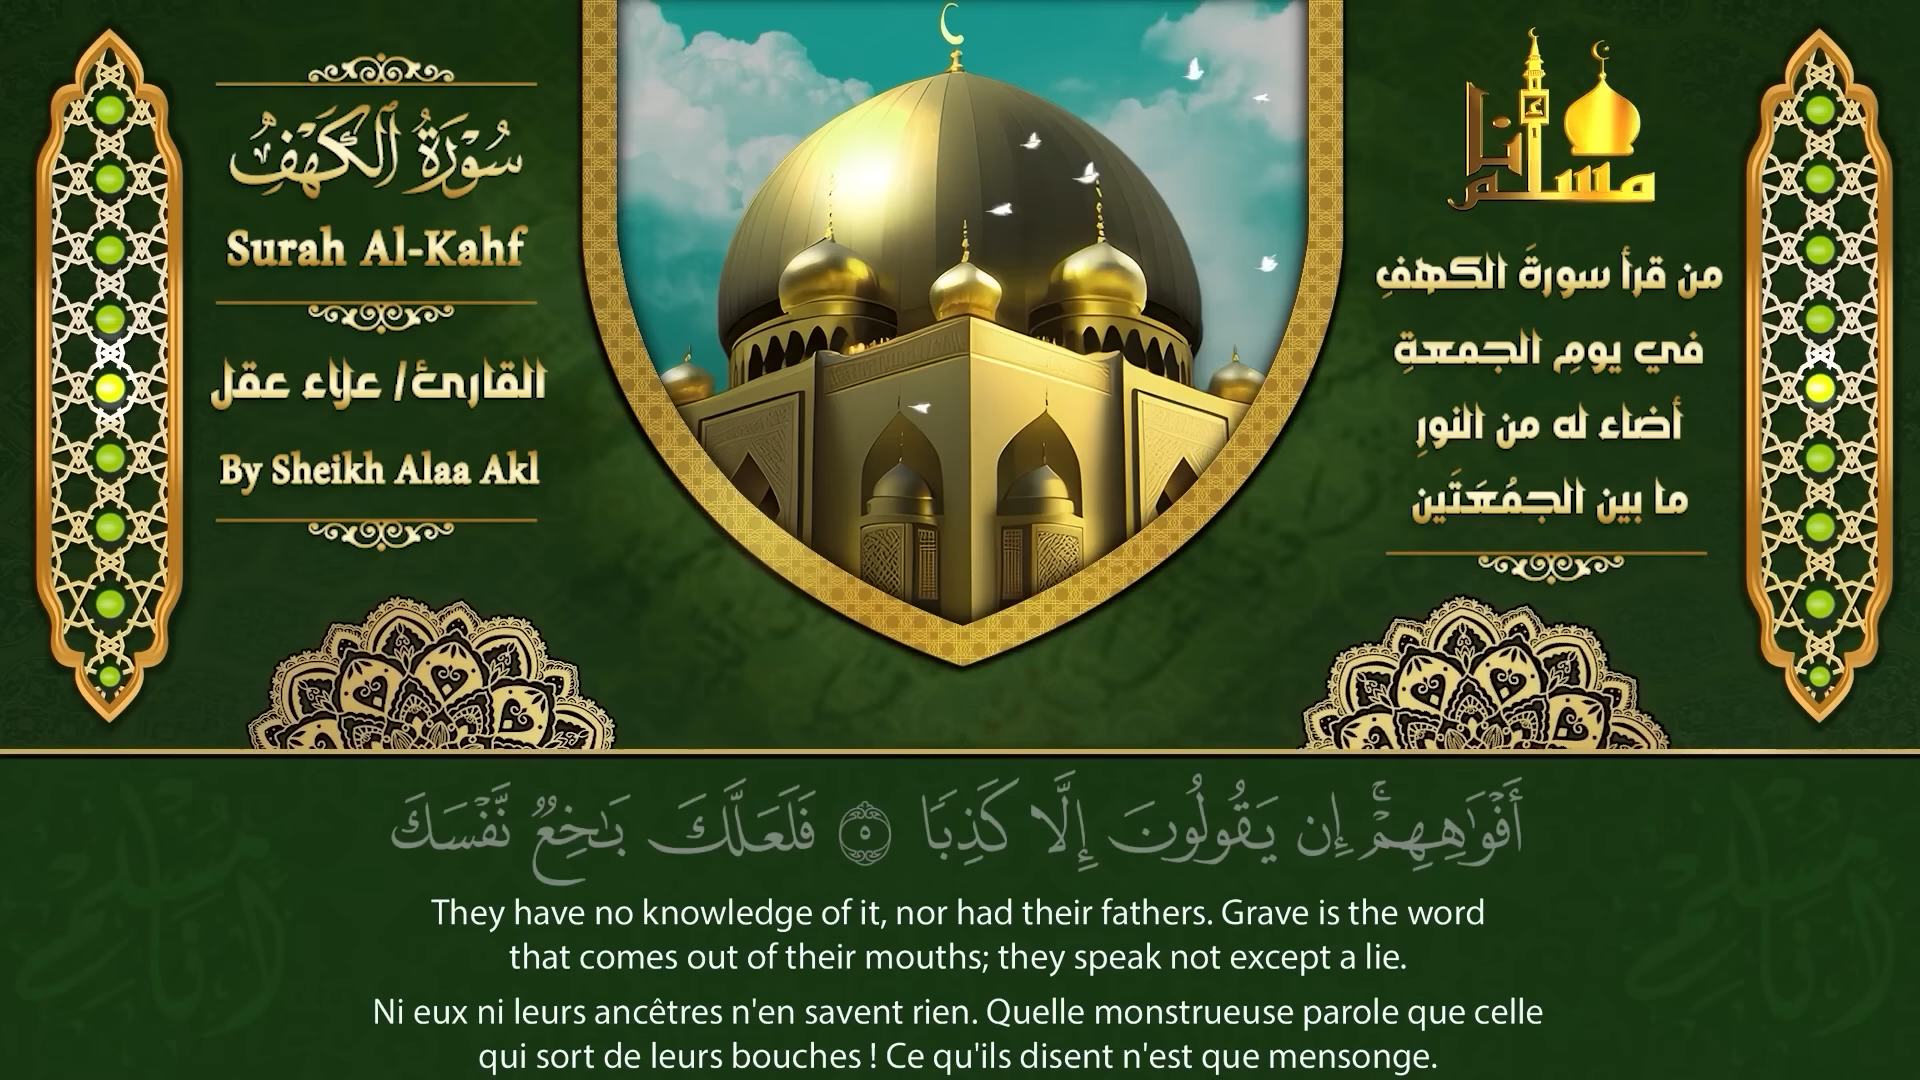 سُورَةُ الكَهْفِ
Surah Al-Kahf
القارئ/ علاء عقل
By Sheikh Alaa Akl
أنا
مسلم
من قرأ سورةَ الكهفِ
في يومِ الجمعةِ
أضاء له من النورِ
ما بين الجمُعَتَين
أَفْوَٰهِهِمْۚ إِن يَقُولُونَ إِلَّا كَذِبًا ٥ فَلَعَلَّكَ بَٰخِعٌ نَّفْسَكَ
They have no knowledge of it, nor had their fathers. Grave is the word
that comes out of their mouths; they speak not except a lie.
Ni eux ni leurs ancêtres n'en savent rien. Quelle monstrueuse parole que celle
qui sort de leurs bouches ! Ce qu'ils disent n'est que mensonge.